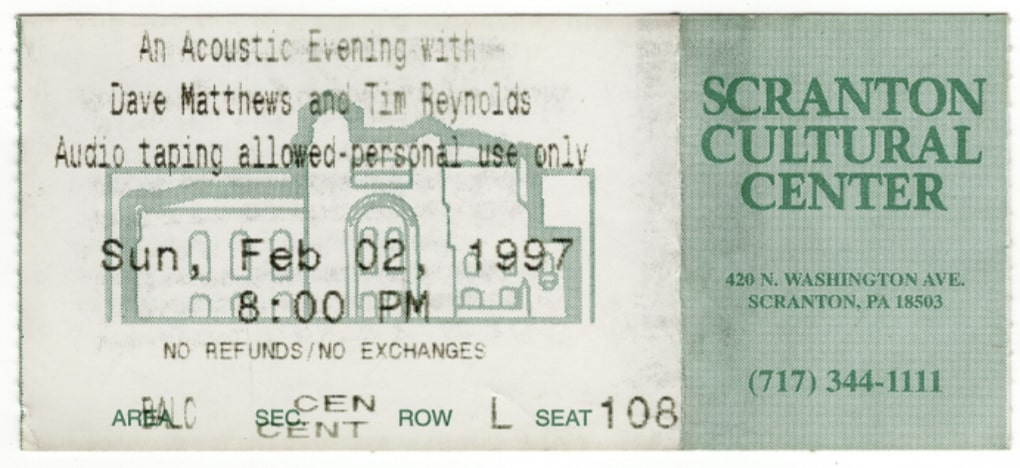 An Acoustic Evening with
Dave Matthews and Tim Reynolds
Audio taping allowed-personal use only
Sun, Feb 02, 1997
8:00 PM
NO REFUNDS/NO EXCHANGES
AREA BALC SEC. CEN CENT ROW L SEAT 108
SCRANTON
CULTURAL
CENTER
420 N. WASHINGTON AVE.
SCRANTON, PA 18503
(717) 344-1111